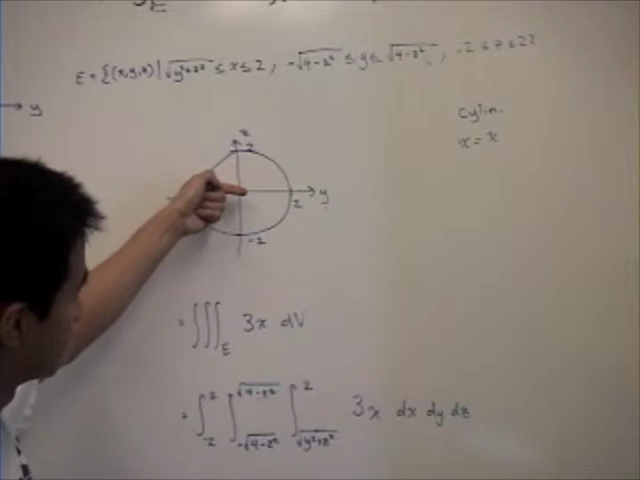 E = {(x,y,z) | √(y²+z²) ≤ x ≤ 2, -√(4-z²) ≤ y ≤ √(4-z²), -2 ≤ z ≤ 2}
y
Cylin.
x = x
z
2
y
2
-2
= ∫∫∫_E 3x dV
= ∫_{-2}^{2} ∫_{-√(4-z²)}^{√(4-z²)} ∫_{√(y²+z²)}^{2} 3x dx dy dz